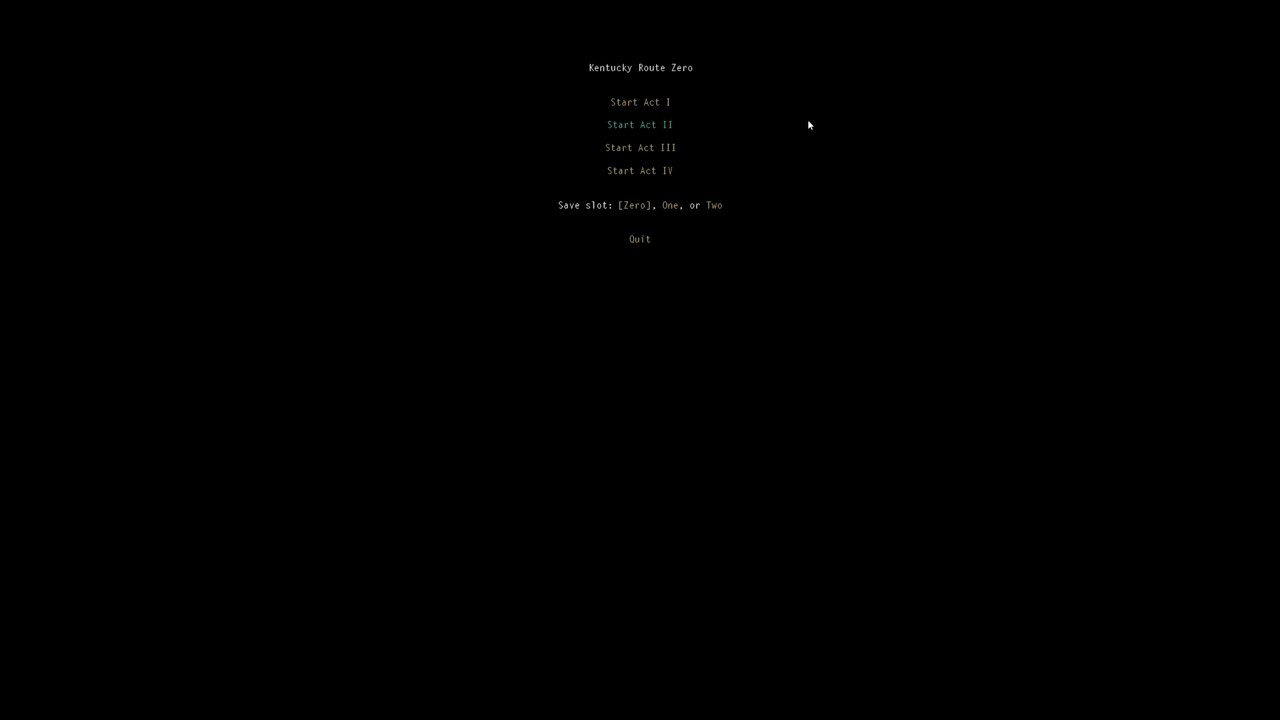 Kentucky Route Zero
Start Act I
Start Act II
Start Act III
Start Act IV
Save slot: [Zero], One, or Two
Quit